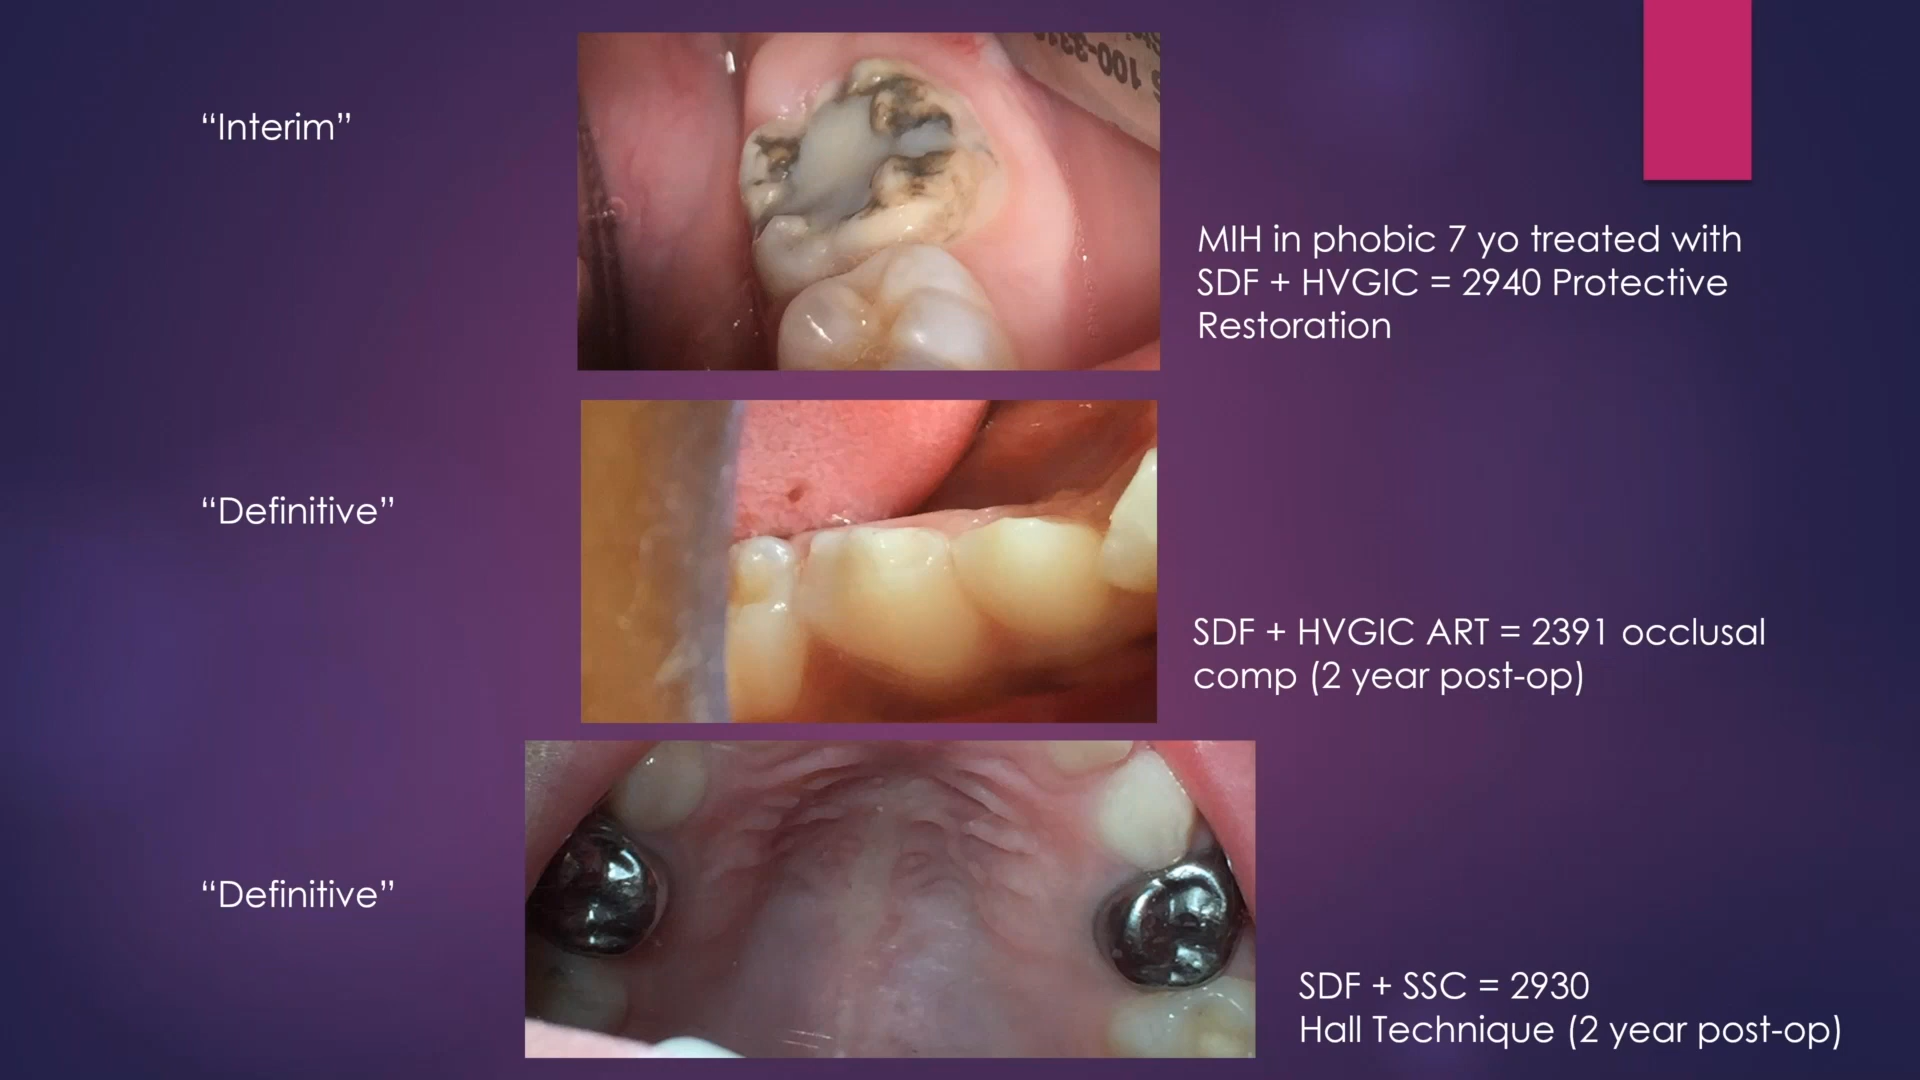 “Interim”
MIH in phobic 7 yo treated with
SDF + HVGIC = 2940 Protective
Restoration
“Definitive”
SDF + HVGIC ART = 2391 occlusal
comp (2 year post-op)
“Definitive”
SDF + SSC = 2930
Hall Technique (2 year post-op)